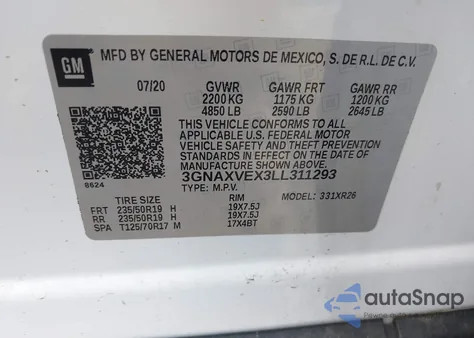 GM
MFD BY GENERAL MOTORS DE MEXICO, S. DE R.L. DE C.V.
07/20 GVWR GAWR FRT GAWR RR
2200 KG 1175 KG 1200 KG
4850 LB 2590 LB 2645 LB
THIS VEHICLE CONFORMS TO ALL
APPLICABLE U.S. FEDERAL MOTOR
VEHICLE SAFETY AND THEFT
PREVENTION STANDARDS IN EFFECT ON
THE DATE OF MANUFACTURE
SHOWN ABOVE.
8624
3GNAXVEX3LL311293
TYPE: M.P.V. MODEL: 331XR26
TIRE SIZE RIM
FRT 235/50R19 H 19X7.5J
RR 235/50R19 H 19X7.5J
SPA T125/70R17 M 17X4BT
autoSnap